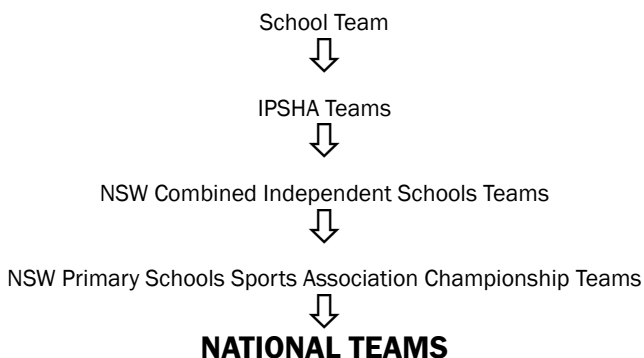 School Team
IPSHA Teams
NSW Combined Independent Schools Teams
NSW Primary Schools Sports Association Championship Teams
NATIONAL TEAMS